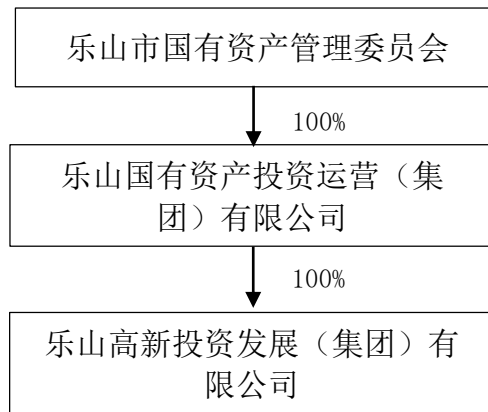 乐山市国有资产管理委员会
100%
乐山国有资产投资运营（集
团）有限公司
100%
乐山高新投资发展（集团）有
限公司